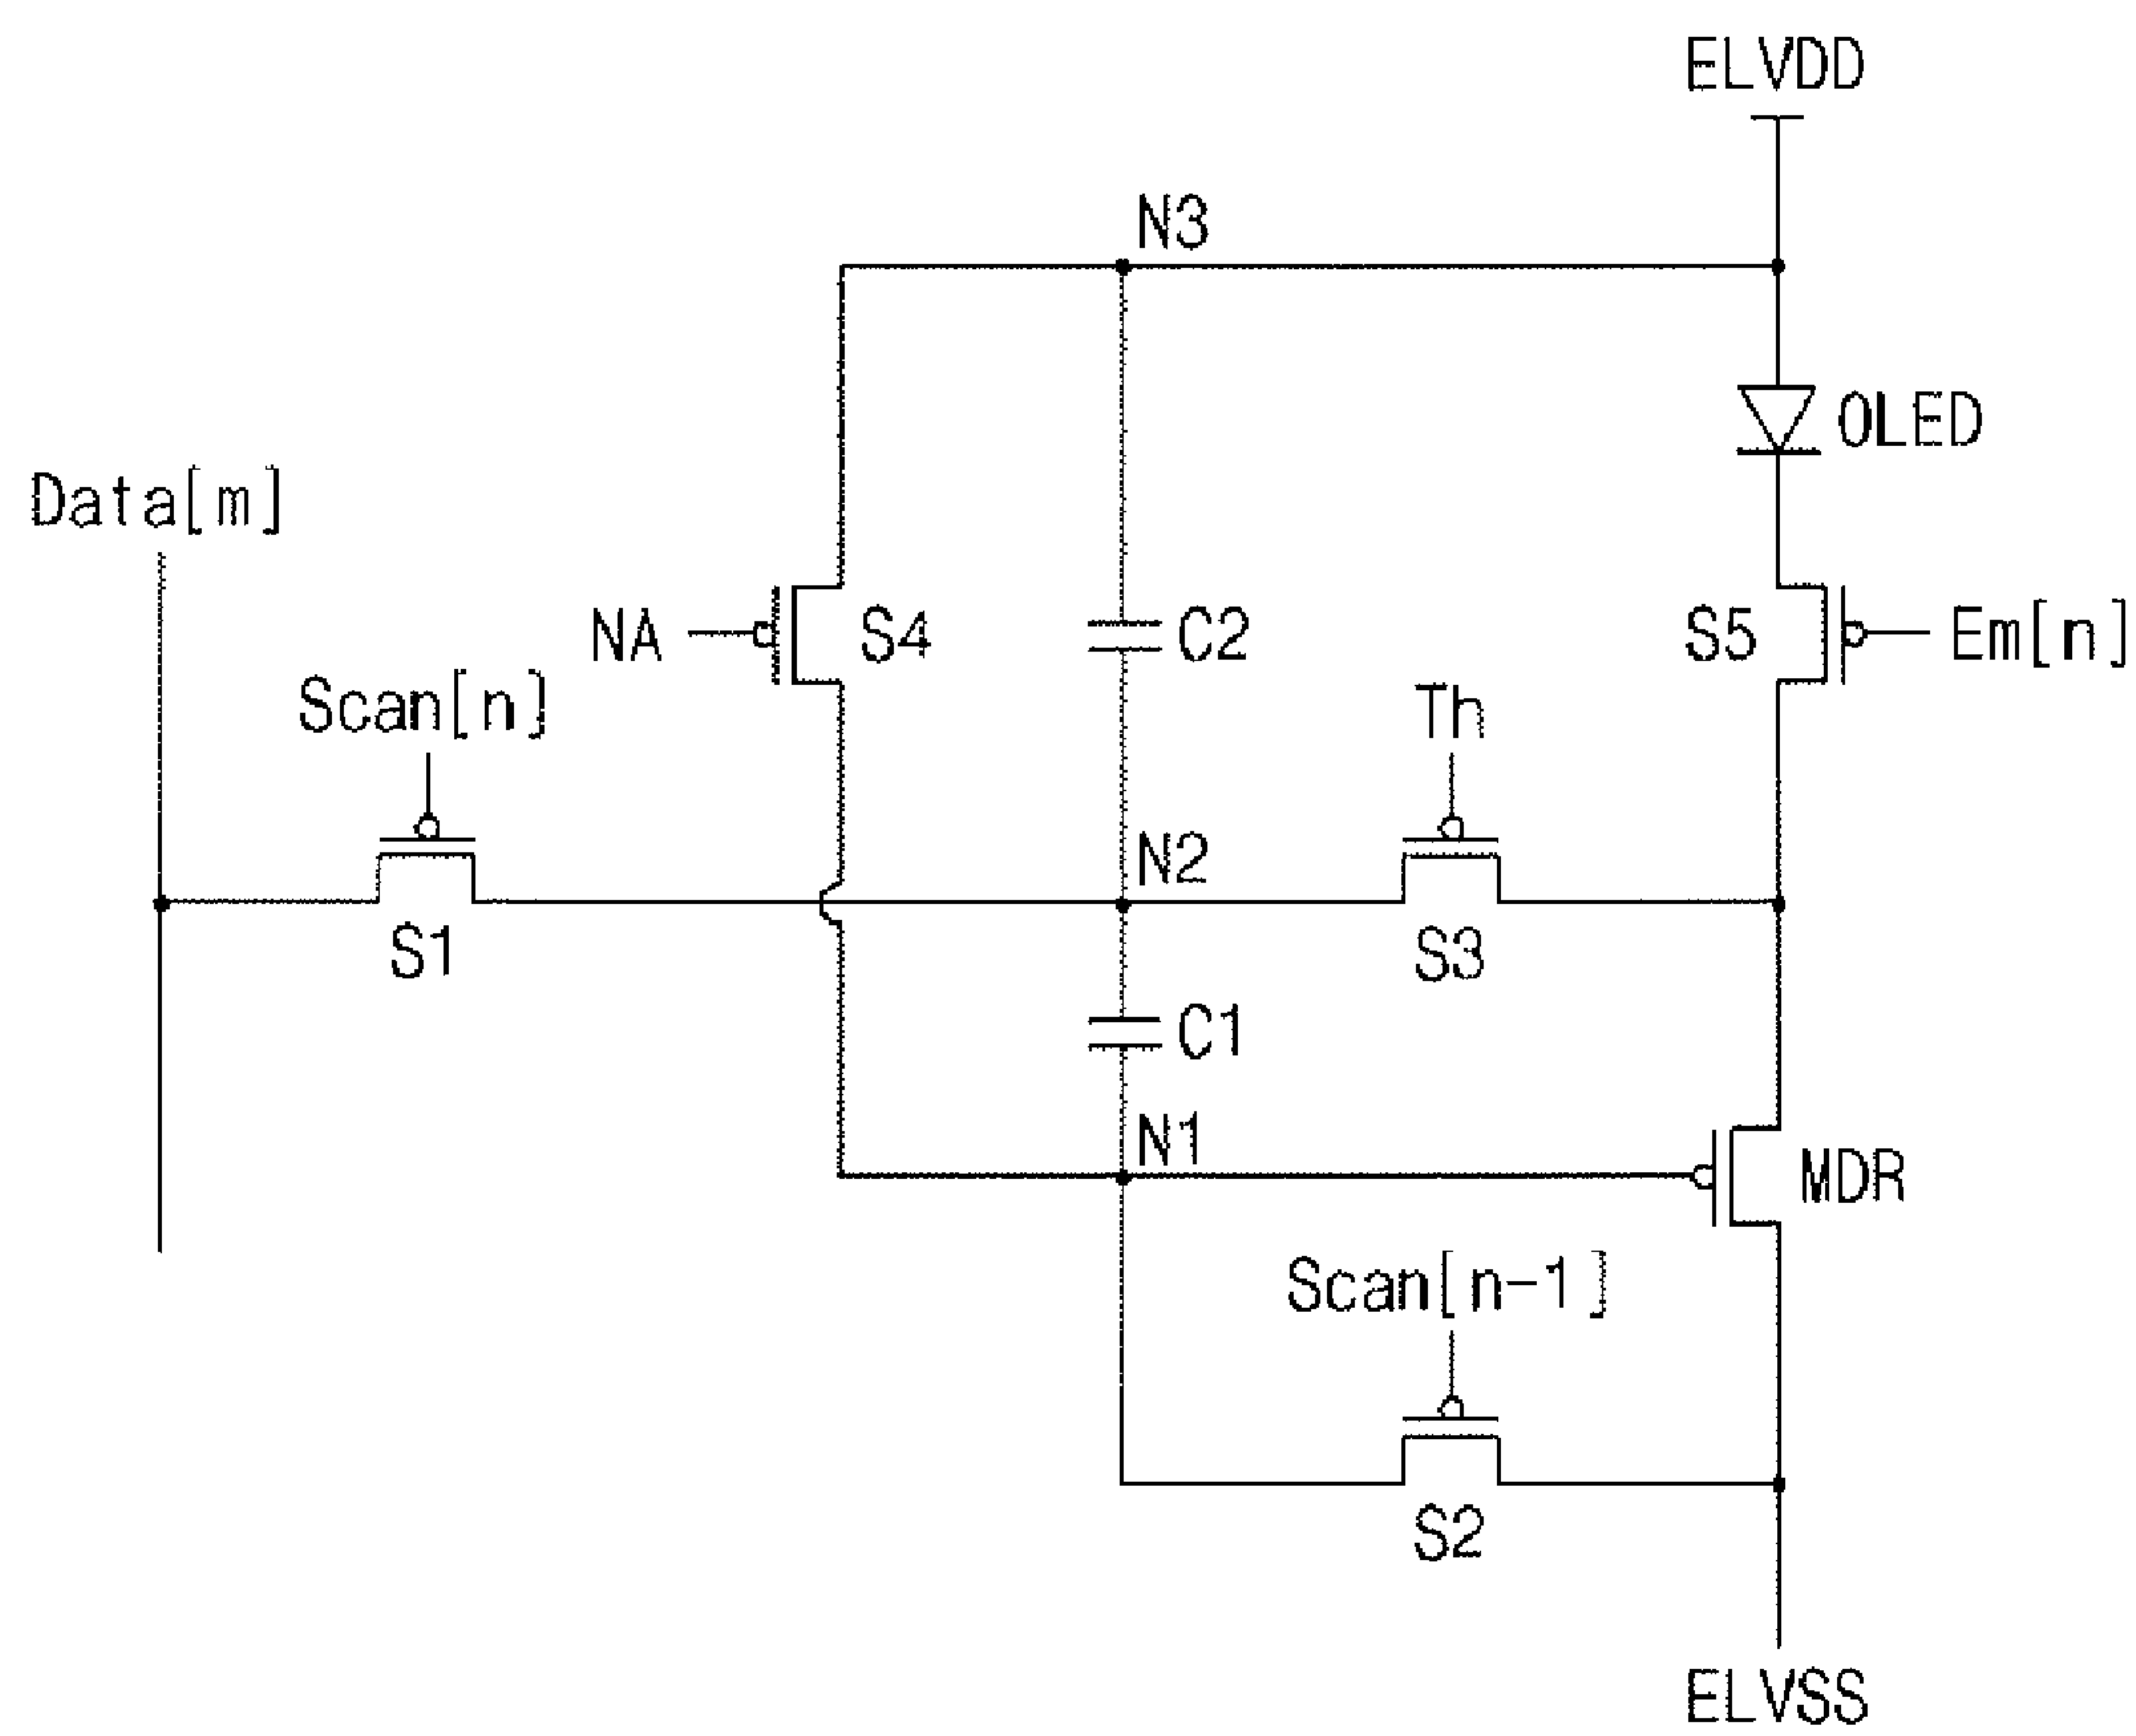 ELVDD
N3
OLED
Data[m]
NA
S4
C2
S5
Em[n]
Scan[n]
Th
N2
S1
S3
C1
N1
MDR
Scan[n-1]
S2
ELVSS